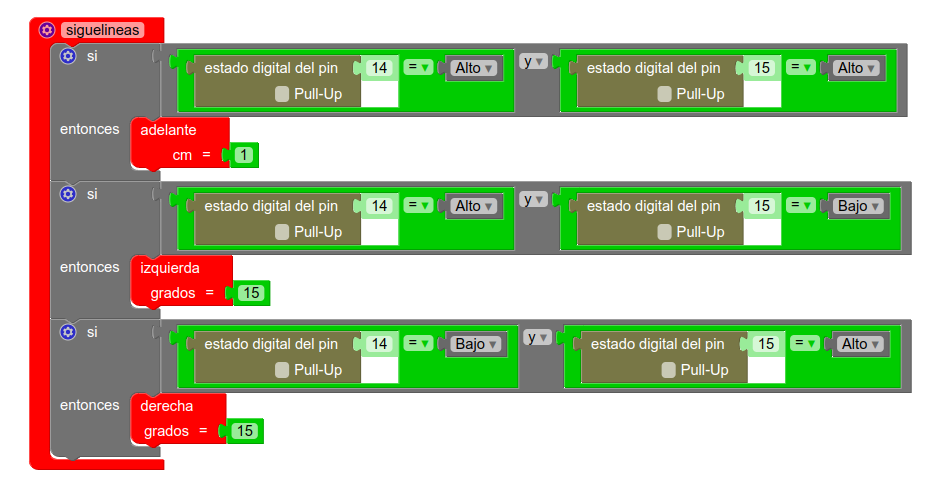 siguelineas
si estado digital del pin 14 = Alto y estado digital del pin 15 = Alto
Pull-Up Pull-Up
entonces adelante
cm = 1
si estado digital del pin 14 = Alto y estado digital del pin 15 = Bajo
Pull-Up Pull-Up
entonces izquierda
grados = 15
si estado digital del pin 14 = Bajo y estado digital del pin 15 = Alto
Pull-Up Pull-Up
entonces derecha
grados = 15